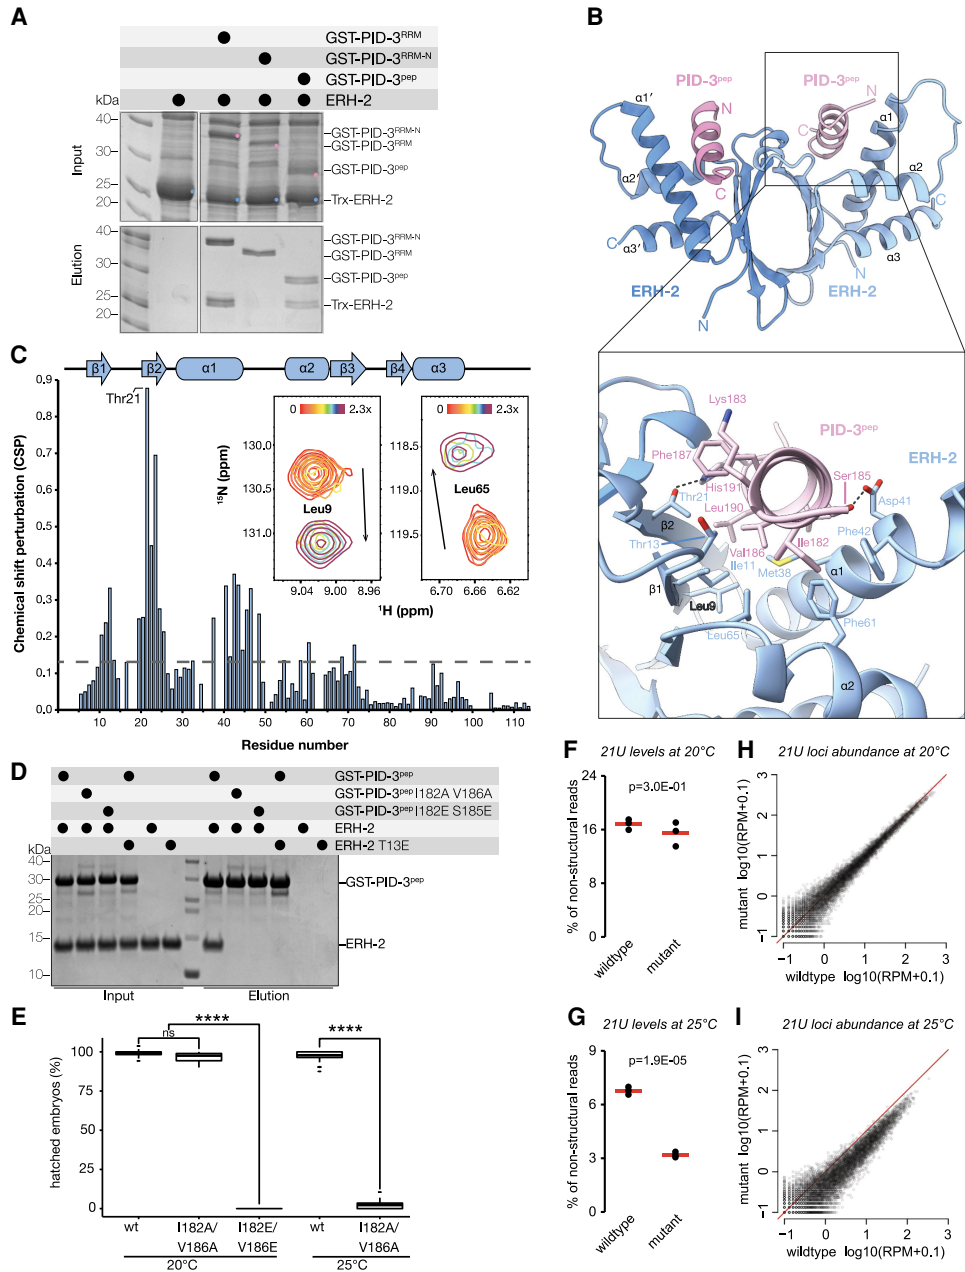 A
GST-PID-3RRM
GST-PID-3RRM-N
GST-PID-3pep
ERH-2
kDa
40
30
25
20
Input
GST-PID-3RRM-N
GST-PID-3RRM
GST-PID-3pep
Trx-ERH-2
40
30
25
20
Elution
GST-PID-3RRM-N
GST-PID-3RRM
GST-PID-3pep
Trx-ERH-2
B
PID-3pep
PID-3pep
α1′
N
N
α1
C
α2′
C
α2
C
C
α3′
α3
N
ERH-2
ERH-2
N
Lys183
PID-3pep
Phe187
ERH-2
Ser185
His191
Thr21
Asp41
Leu190
β2
Phe42
Thr13
Val186
Ile182
Ile11
α1
Met38
β1
Leu9
Phe61
Leu65
α2
C
β1
β2
α1
α2
β3
β4
α3
Chemical shift perturbation (CSP)
0.9
0.8
0.7
0.6
0.5
0.4
0.3
0.2
0.1
0.0
Thr21
10 20 30 40 50 60 70 80 90 100 110
Residue number
0 2.3x
15N (ppm)
130.0
130.5
131.0
Leu9
9.04 9.00 8.96
0 2.3x
118.5
119.0
119.5
Leu65
6.70 6.66 6.62
1H (ppm)
D
GST-PID-3pep
GST-PID-3pep I182A V186A
GST-PID-3pep I182E S185E
ERH-2
ERH-2 T13E
kDa
40
30
25
20
15
10
GST-PID-3pep
ERH-2
Input
Elution
E
hatched embryos (%)
100
75
50
25
0
ns
****
****
wt
I182A/
V186A
I182E/
V186E
wt
I182A/
V186A
20°C
25°C
F
21U levels at 20°C
% of non-structural reads
24
16
8
0
p=3.0E-01
wildtype
mutant
G
21U levels at 25°C
% of non-structural reads
9
6
3
0
p=1.9E-05
wildtype
mutant
H
21U loci abundance at 20°C
mutant log10(RPM+0.1)
3
2
1
0
−1
−1 0 1 2 3
wildtype log10(RPM+0.1)
I
21U loci abundance at 25°C
mutant log10(RPM+0.1)
3
2
1
0
−1
−1 0 1 2 3
wildtype log10(RPM+0.1)